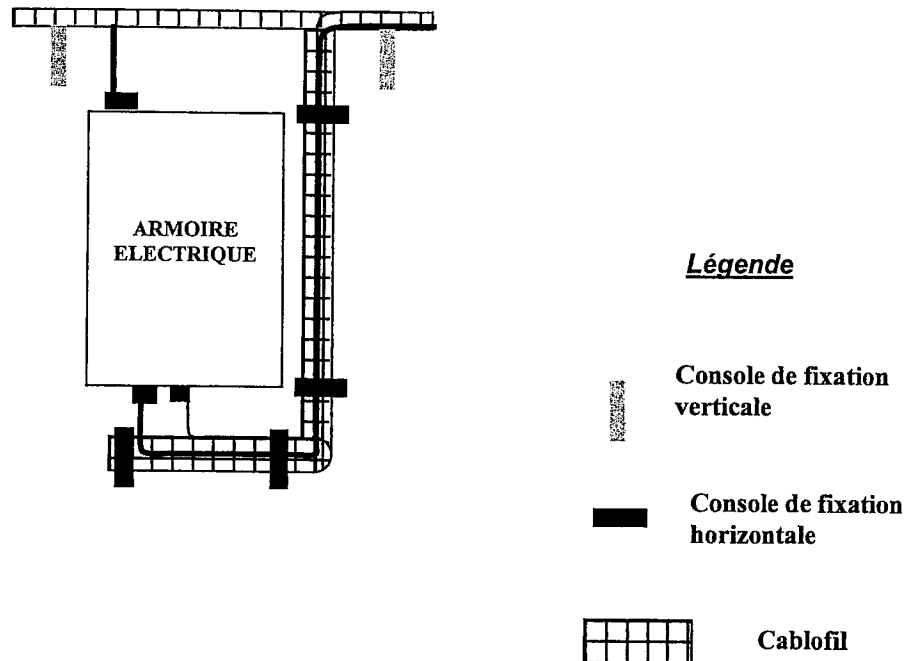 ARMOIRE
ELECTRIQUE
Légende
Console de fixation
verticale
Console de fixation
horizontale
Cablofil